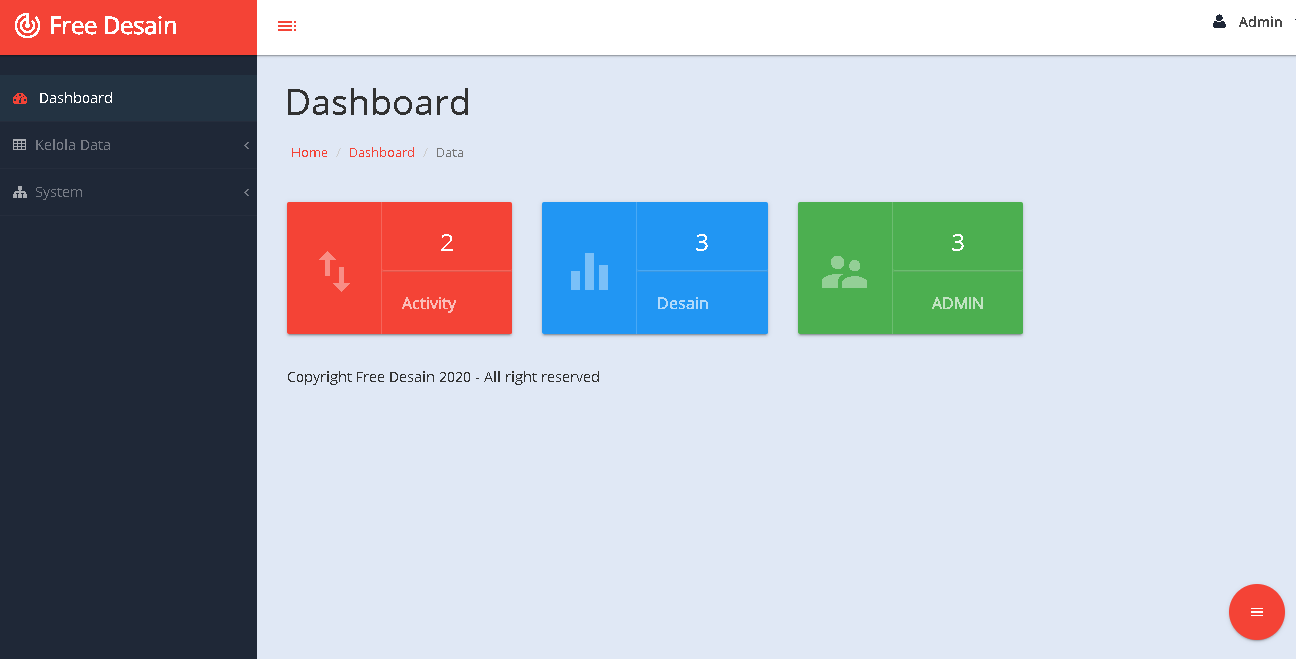 Free Desain
Admin
Dashboard
Kelola Data
System
Dashboard
Home / Dashboard / Data
2
Activity
3
Desain
3
ADMIN
Copyright Free Desain 2020 - All right reserved